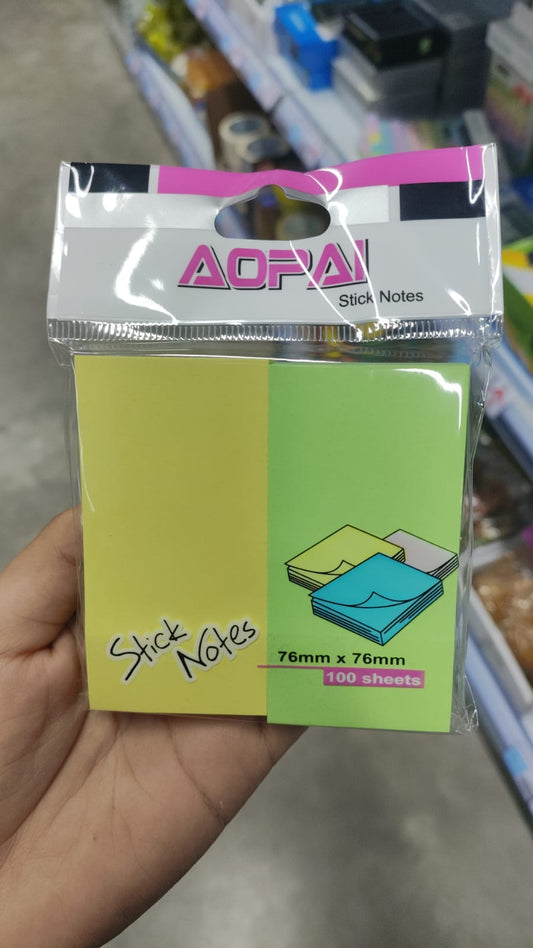 AOPAI
Stick Notes
Stick Notes
76mm x 76mm
100 sheets